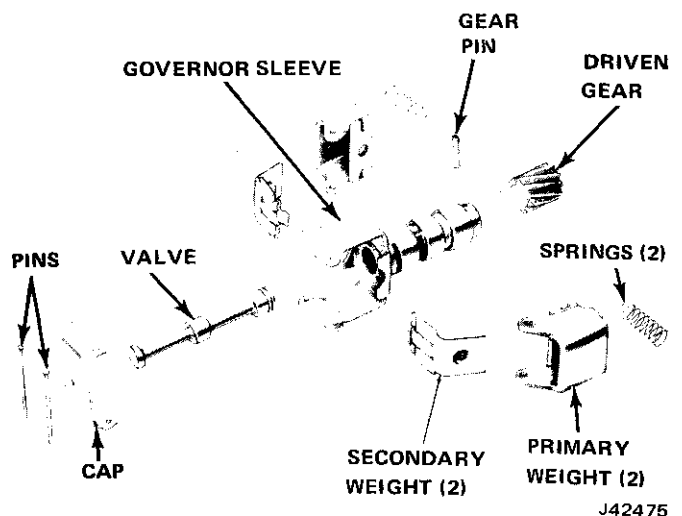 GEAR
PIN
GOVERNOR SLEEVE
DRIVEN
GEAR
PINS
VALVE
SPRINGS (2)
CAP
SECONDARY
WEIGHT (2)
PRIMARY
WEIGHT (2)
J42475